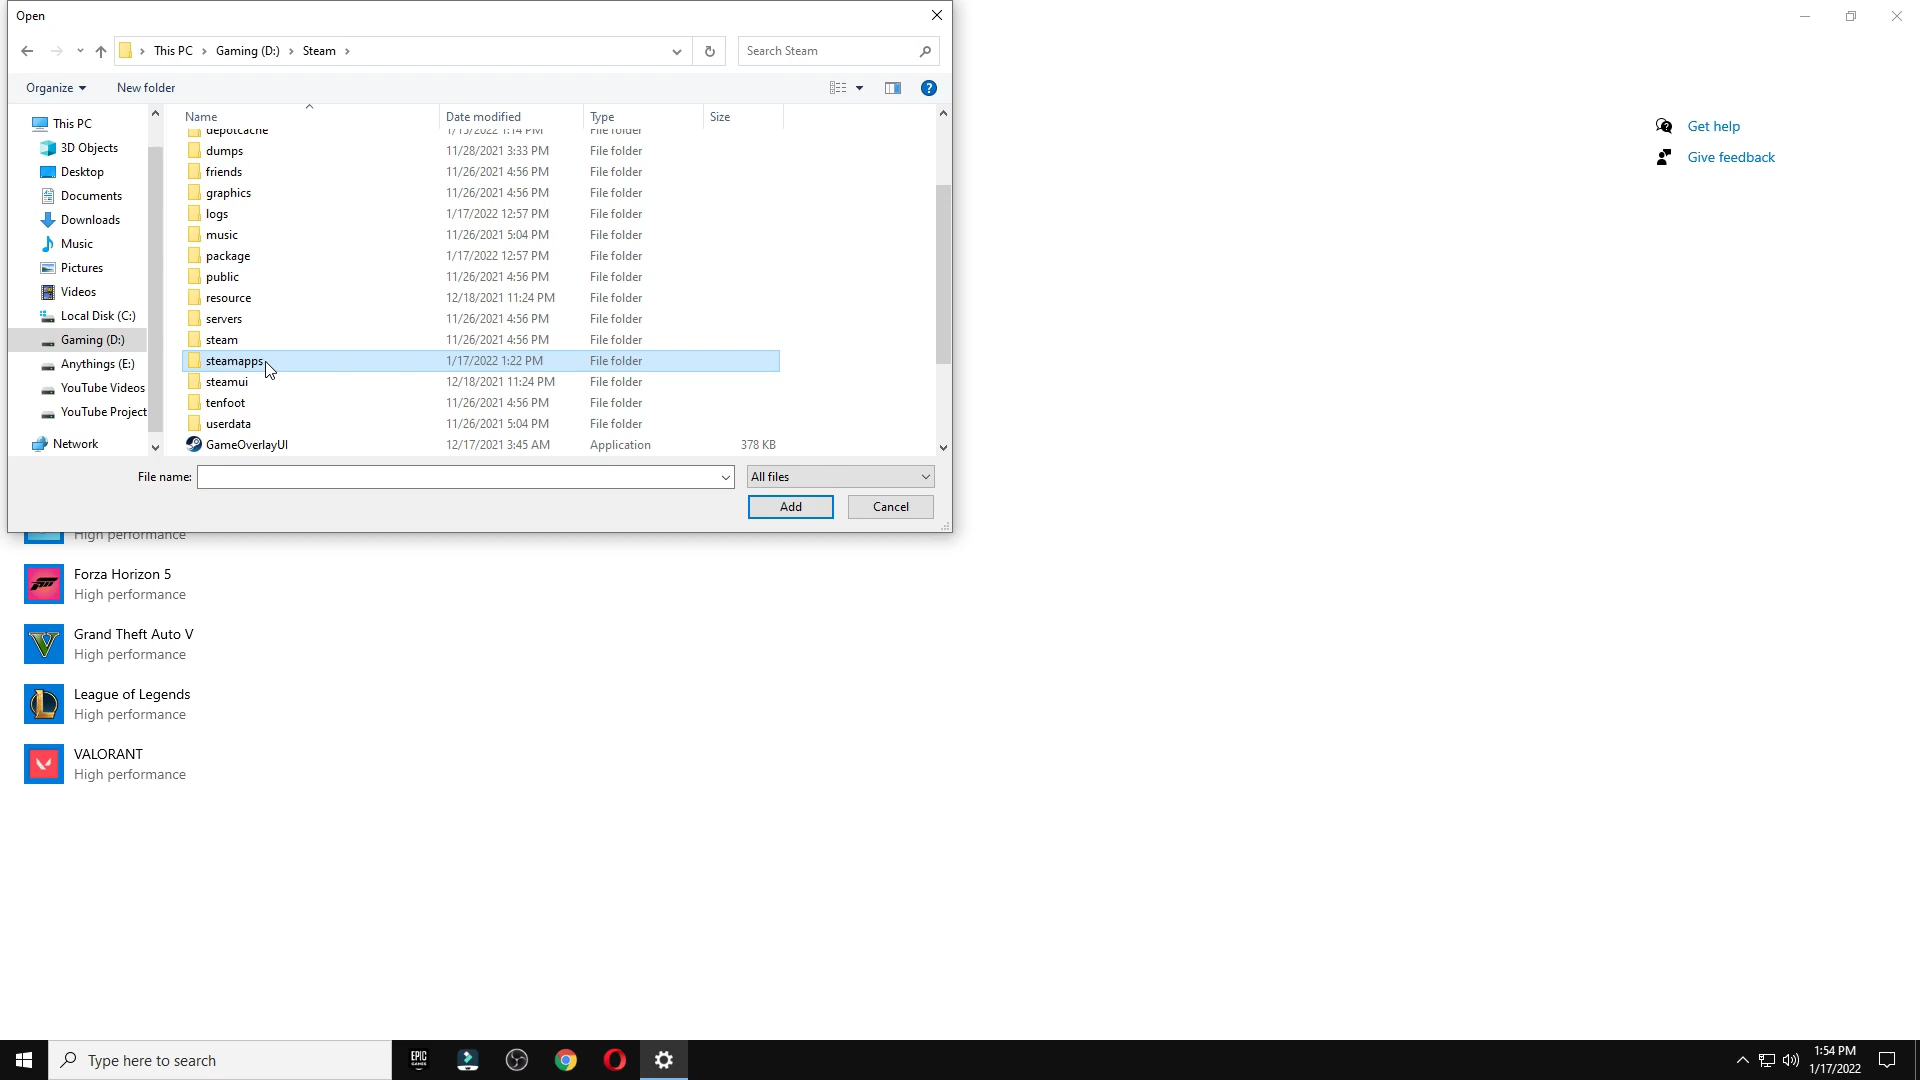 Open
This PC
Gaming (D:)
Steam
Search Steam
Organize
New folder
Name
Date modified
Type
Size
This PC
3D Objects
Desktop
Documents
Downloads
Music
Pictures
Videos
Local Disk (C:)
Gaming (D:)
Anythings (E:)
YouTube Videos
YouTube Project
Network
depotcache 1/15/2022 1:14 PM File folder
dumps 11/28/2021 3:33 PM File folder
friends 11/26/2021 4:56 PM File folder
graphics 11/26/2021 4:56 PM File folder
logs 1/17/2022 12:57 PM File folder
music 11/26/2021 5:04 PM File folder
package 1/17/2022 12:57 PM File folder
public 11/26/2021 4:56 PM File folder
resource 12/18/2021 11:24 PM File folder
servers 11/26/2021 4:56 PM File folder
steam 11/26/2021 4:56 PM File folder
steamapps 1/17/2022 1:22 PM File folder
steamui 12/18/2021 11:24 PM File folder
tenfoot 11/26/2021 4:56 PM File folder
userdata 11/26/2021 5:04 PM File folder
GameOverlayUI 12/17/2021 3:45 AM Application 378 KB
File name:
All files
Add
Cancel
Get help
Give feedback
High performance
Forza Horizon 5
High performance
Grand Theft Auto V
High performance
League of Legends
High performance
VALORANT
High performance
Type here to search
EPIC
GAMES
1:54 PM
1/17/2022